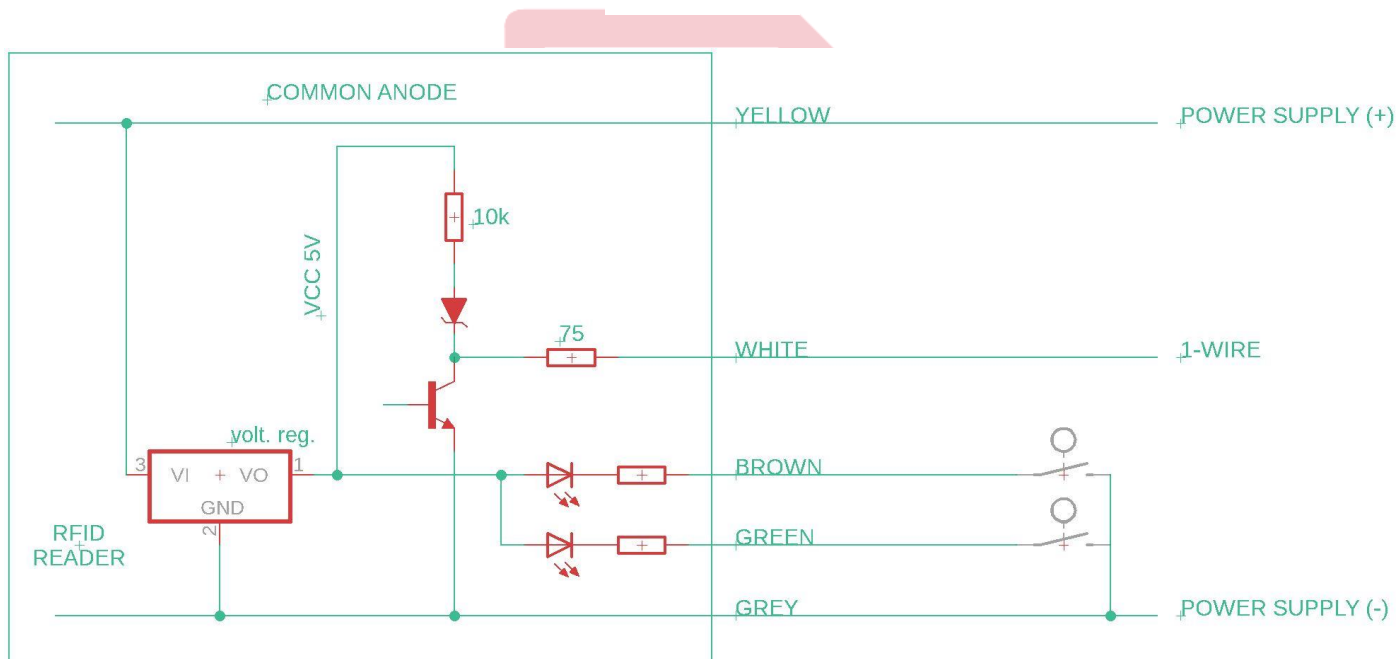 COMMON ANODE
YELLOW
POWER SUPPLY (+)
10k
VCC 5V
75
WHITE
1-WIRE
volt. reg.
3
VI
VO
1
GND
2
BROWN
RFID
READER
GREEN
GREY
POWER SUPPLY (-)